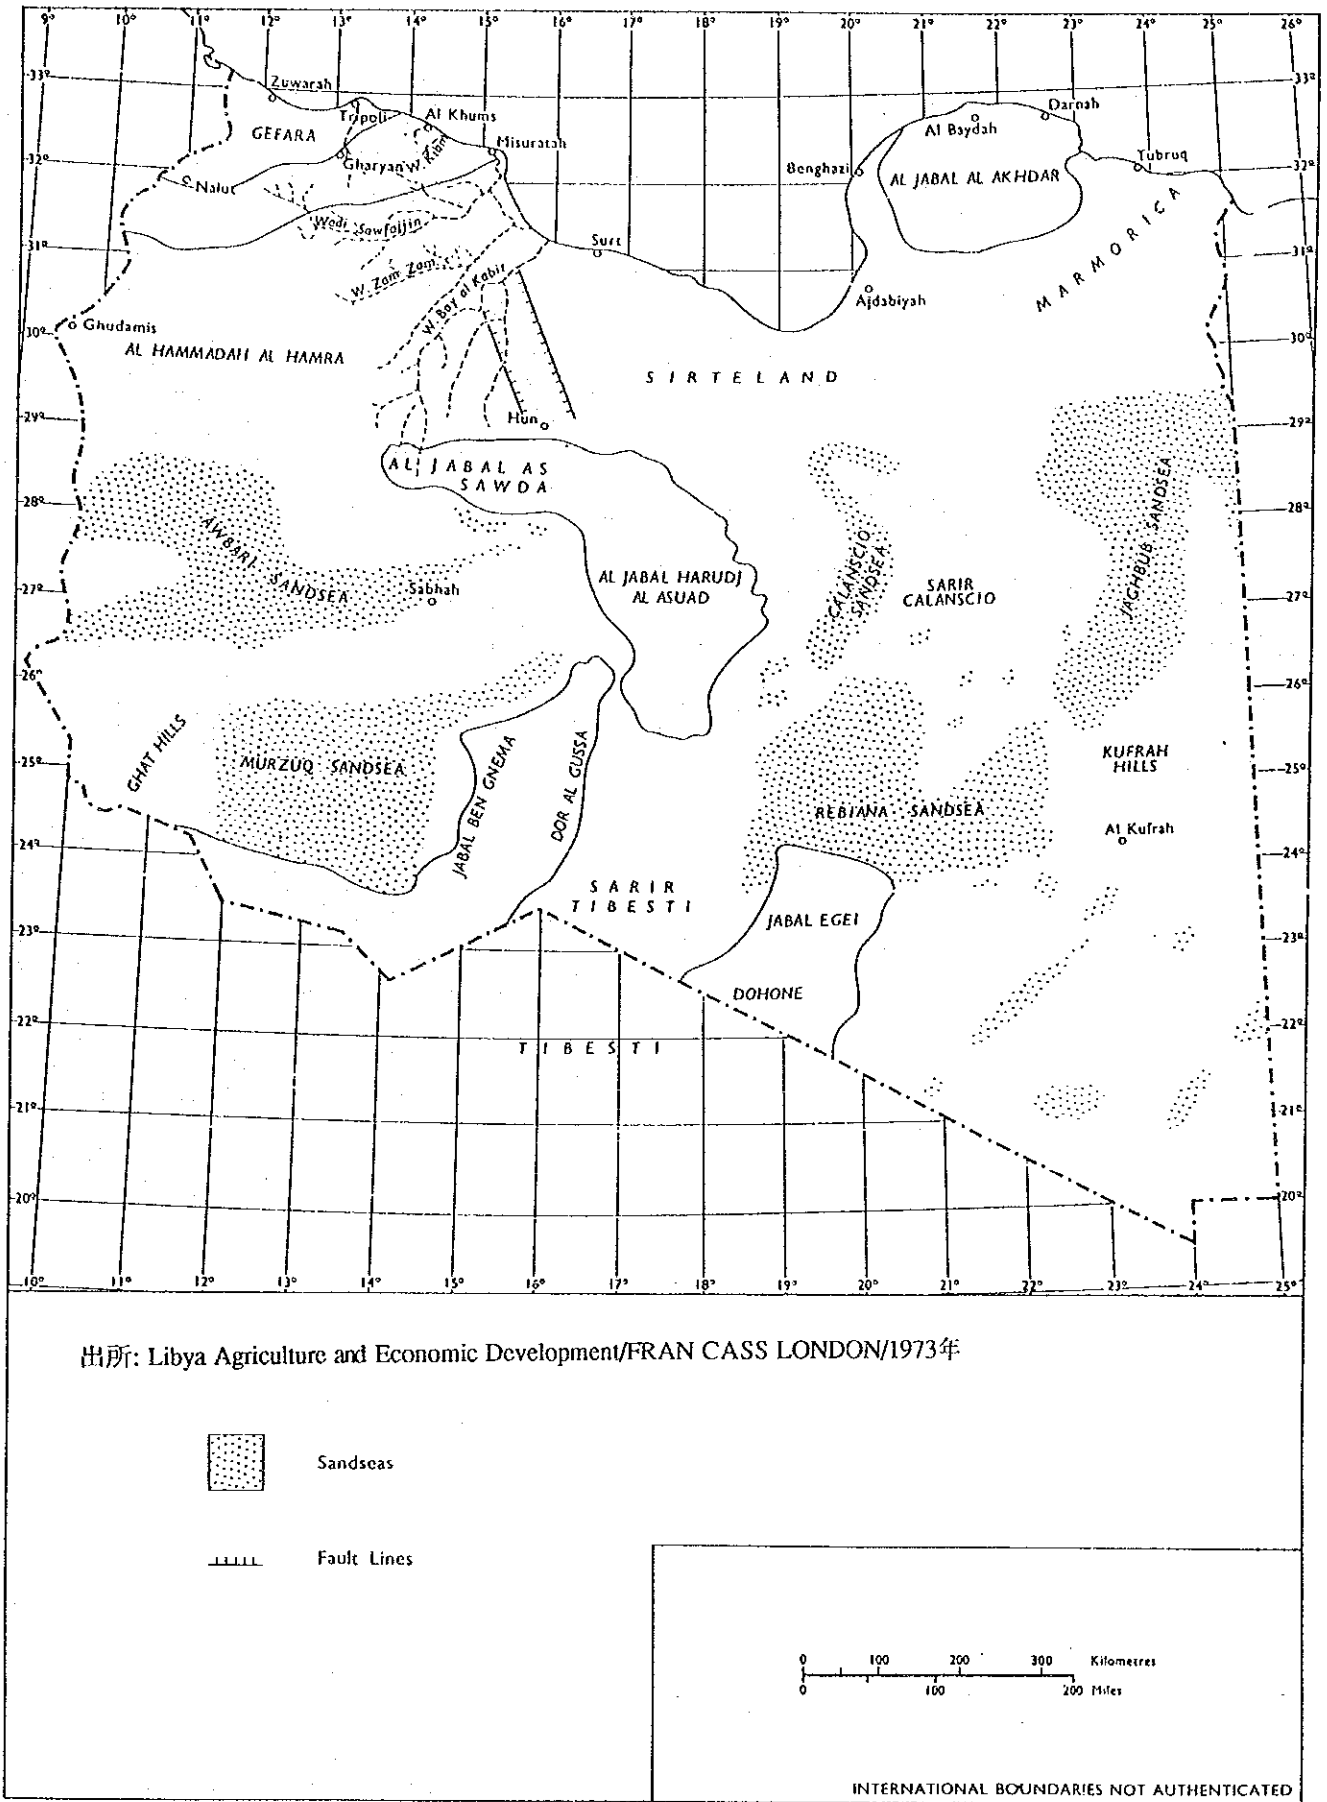 9° 10° 11° 12° 13° 14° 15° 16° 17° 18° 19° 20° 21° 22° 23° 24° 25° 26°
33° 33°
Zuwarah
Tripoli
Al Khums
Darnah
GEFARA
Al Baydah
Misuratah
Gharyan
W. Kiam
Tubruq
32° 32°
Nalut
Benghazi
AL JABAL AL AKHDAR
Wadi Sawfaljin
MARMORICA
31° 31°
Surt
W. Zam Zam
W. Bay al Kabir
Ajdabiyah
30° 30°
Ghudamis
AL HAMMADAH AL HAMRA
SIRTELAND
29° 29°
Hun
AL JABAL AS
SAWDA
28° 28°
AWBARI SANDSEA
CALANSCIO
SANDSEA
JAGHBUB SANDSEA
AL JABAL HARUDJ
AL ASUAD
SARIR
CALANSCIO
27° 27°
Sabhah
26° 26°
GHAT HILLS
MURZUQ SANDSEA
JABAL BEN GNEMA
DOR AL GUSSA
KUFRAH
HILLS
25° 25°
REBIANA SANDSEA
Al Kufrah
24° 24°
SARIR
TIBESTI
JABAL EGEI
23° 23°
DOHONE
22° 22°
TIBESTI
21° 21°
20° 20°
10° 11° 12° 13° 14° 15° 16° 17° 18° 19° 20° 21° 22° 23° 24° 25°
出所: Libya Agriculture and Economic Development/FRAN CASS LONDON/1973年
Sandseas
Fault Lines
0 100 200 300 Kilometres
0 100 200 Miles
INTERNATIONAL BOUNDARIES NOT AUTHENTICATED